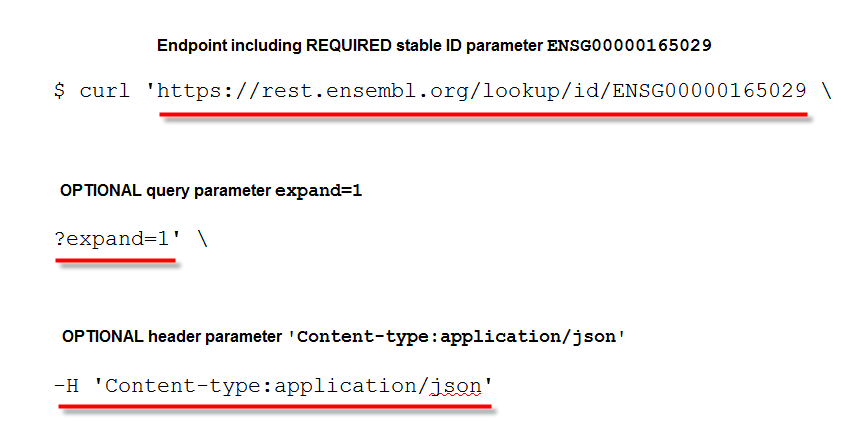 Endpoint including REQUIRED stable ID parameter ENSG00000165029
$ curl 'https://rest.ensembl.org/lookup/id/ENSG00000165029 \
OPTIONAL query parameter expand=1
?expand=1' \
OPTIONAL header parameter 'Content-type:application/json'
-H 'Content-type:application/json'